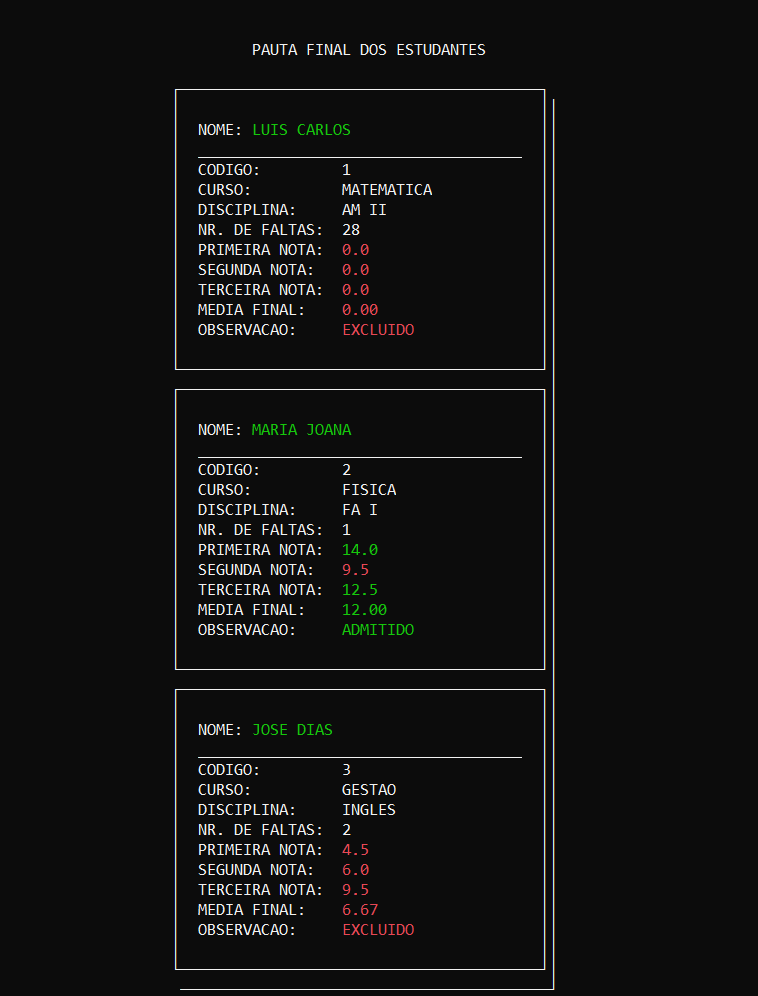 PAUTA FINAL DOS ESTUDANTES
NOME: LUIS CARLOS
CODIGO: 1
CURSO: MATEMATICA
DISCIPLINA: AM II
NR. DE FALTAS: 28
PRIMEIRA NOTA: 0.0
SEGUNDA NOTA: 0.0
TERCEIRA NOTA: 0.0
MEDIA FINAL: 0.00
OBSERVACAO: EXCLUIDO
NOME: MARIA JOANA
CODIGO: 2
CURSO: FISICA
DISCIPLINA: FA I
NR. DE FALTAS: 1
PRIMEIRA NOTA: 14.0
SEGUNDA NOTA: 9.5
TERCEIRA NOTA: 12.5
MEDIA FINAL: 12.00
OBSERVACAO: ADMITIDO
NOME: JOSE DIAS
CODIGO: 3
CURSO: GESTAO
DISCIPLINA: INGLES
NR. DE FALTAS: 2
PRIMEIRA NOTA: 4.5
SEGUNDA NOTA: 6.0
TERCEIRA NOTA: 9.5
MEDIA FINAL: 6.67
OBSERVACAO: EXCLUIDO